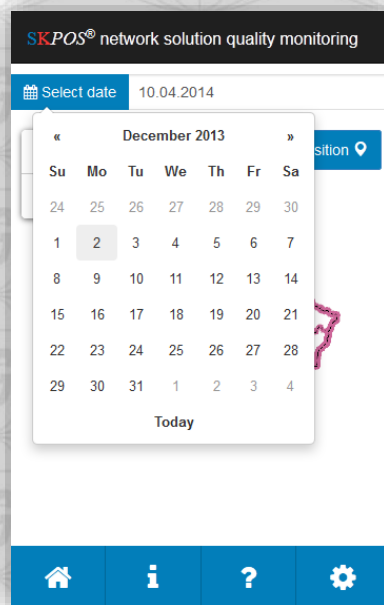 SKPOS® network solution quality monitoring
Select date 10.04.2014
« December 2013 »
sition
Su Mo Tu We Th Fr Sa
24 25 26 27 28 29 30
1 2 3 4 5 6 7
8 9 10 11 12 13 14
15 16 17 18 19 20 21
22 23 24 25 26 27 28
29 30 31 1 2 3 4
Today